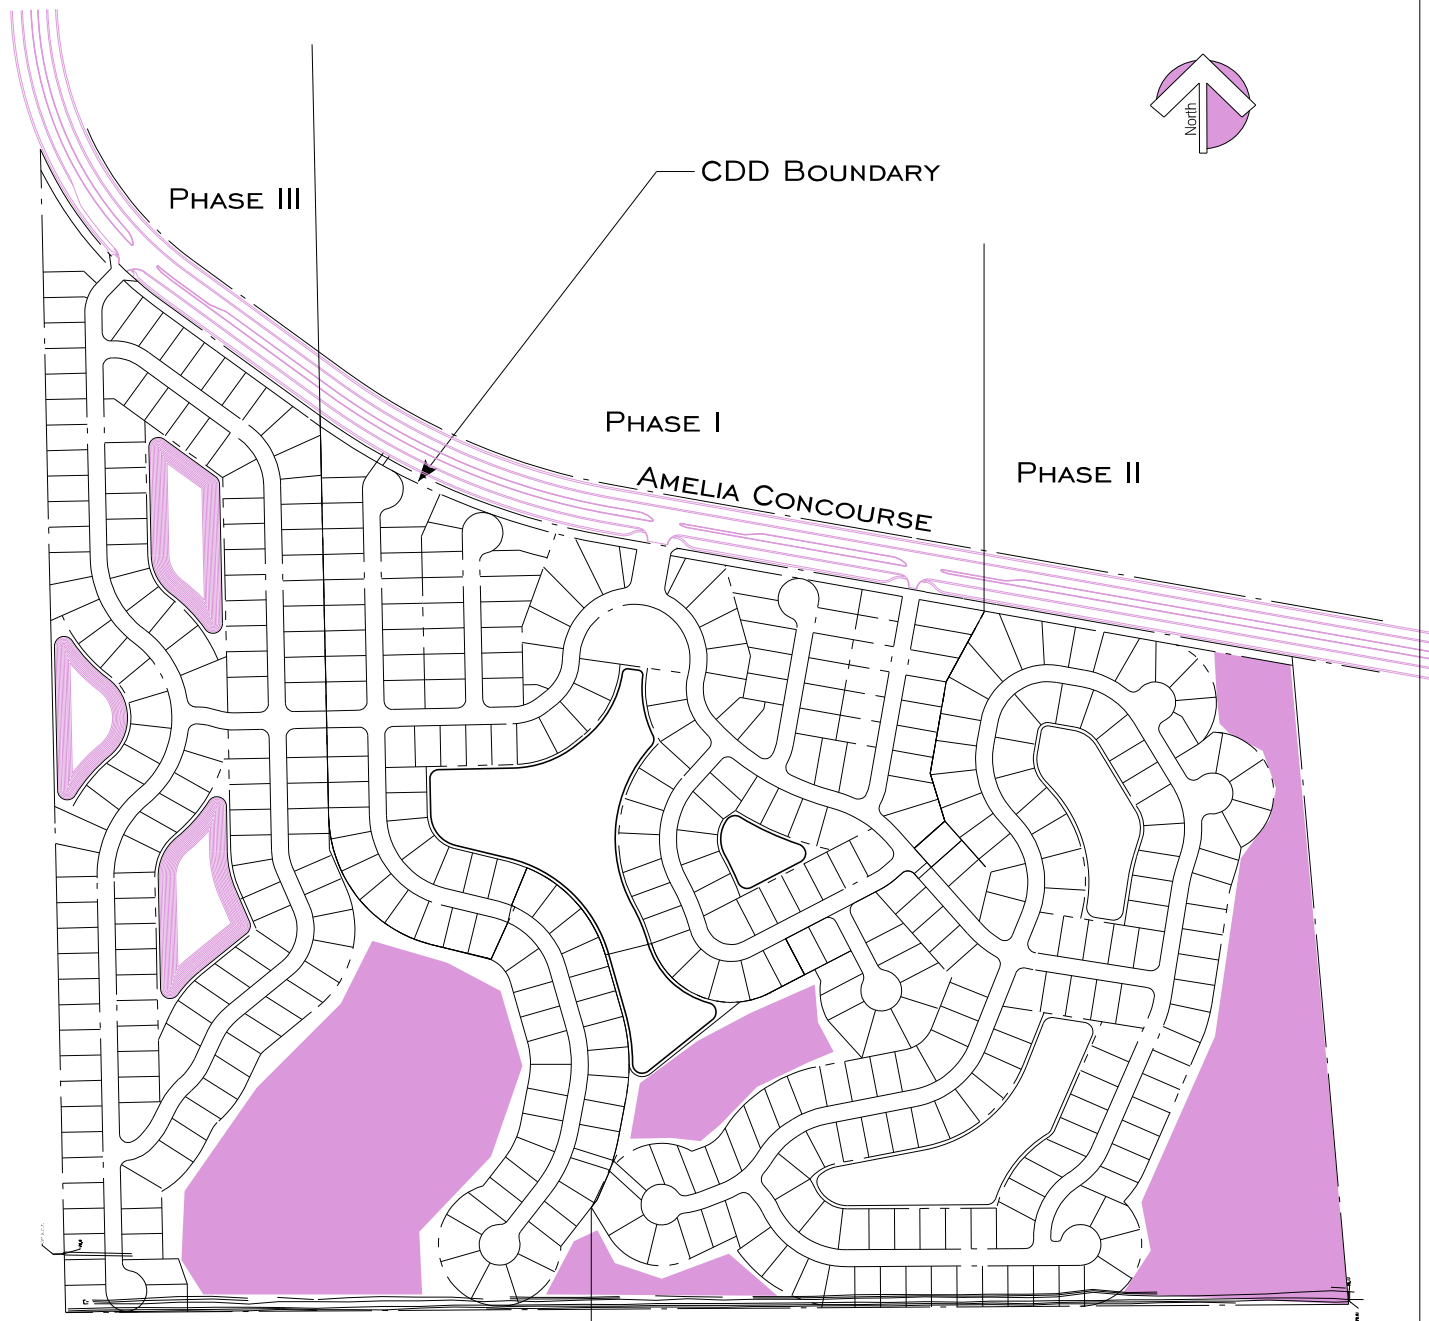 North
CDD BOUNDARY
PHASE III
PHASE I
PHASE II
AMELIA CONCOURSE